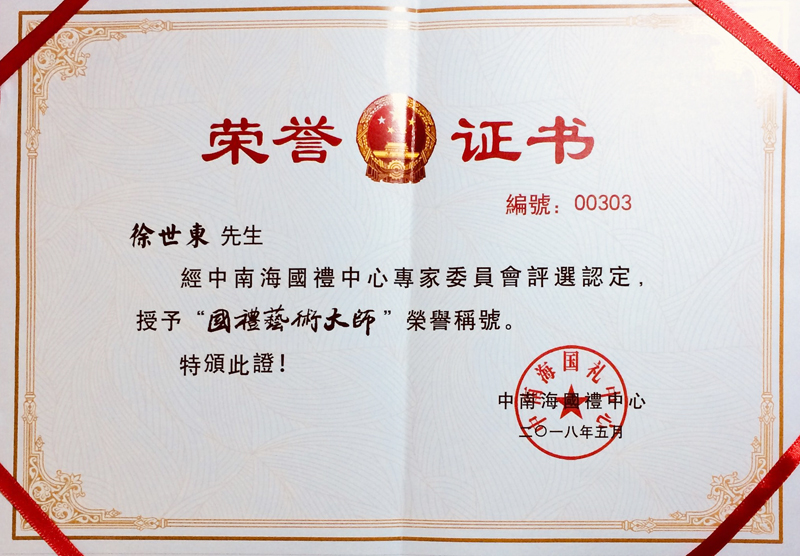 荣誉证书
編號：00303
徐世東 先生
經中南海國禮中心專家委員會評選認定，
授予“國禮藝術大師”榮譽稱號。
特頒此證！
中南海国礼中心
中南海國禮中心
二〇一八年五月